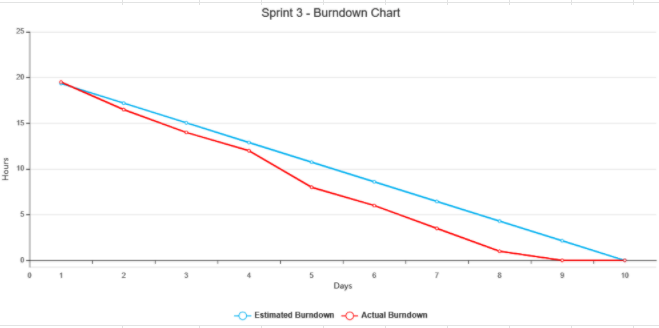 Sprint 3 - Burndown Chart
25
20
15
10
5
0
Hours
0 1 2 3 4 5 6 7 8 9 10
Days
Estimated Burndown Actual Burndown